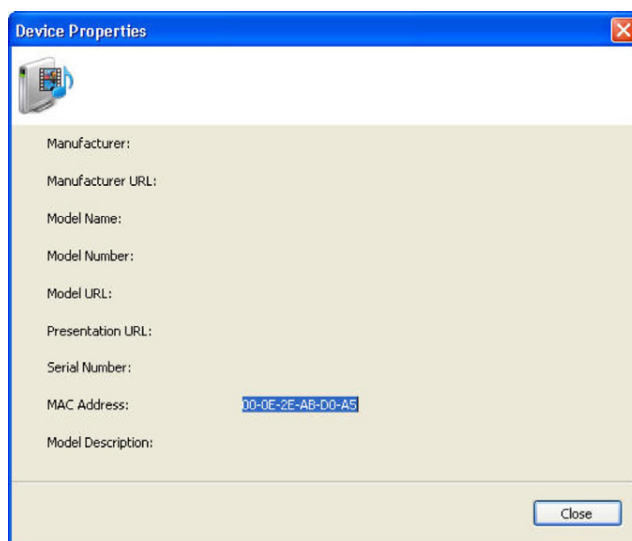 Device Properties
Manufacturer:
Manufacturer URL:
Model Name:
Model Number:
Model URL:
Presentation URL:
Serial Number:
MAC Address: 00-0E-2E-AB-D0-A5
Model Description:
Close